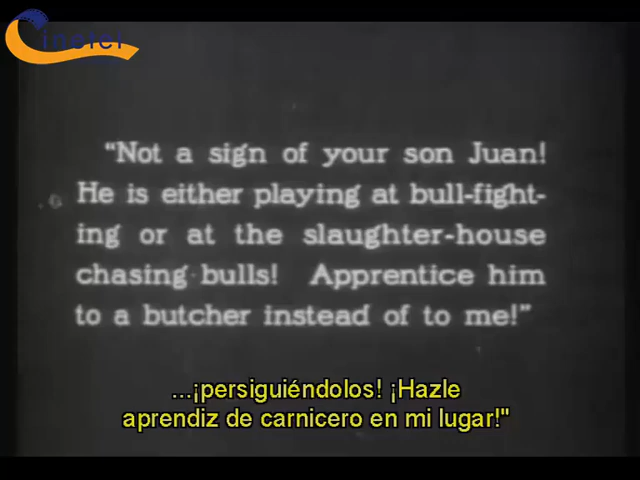 Cinetel
"Not a sign of your son Juan!
He is either playing at bull-fight-
ing or at the slaughter-house
chasing bulls! Apprentice him
to a butcher instead of to me!"
...¡persiguiéndolos! ¡Hazle
aprendiz de carnicero en mi lugar!"